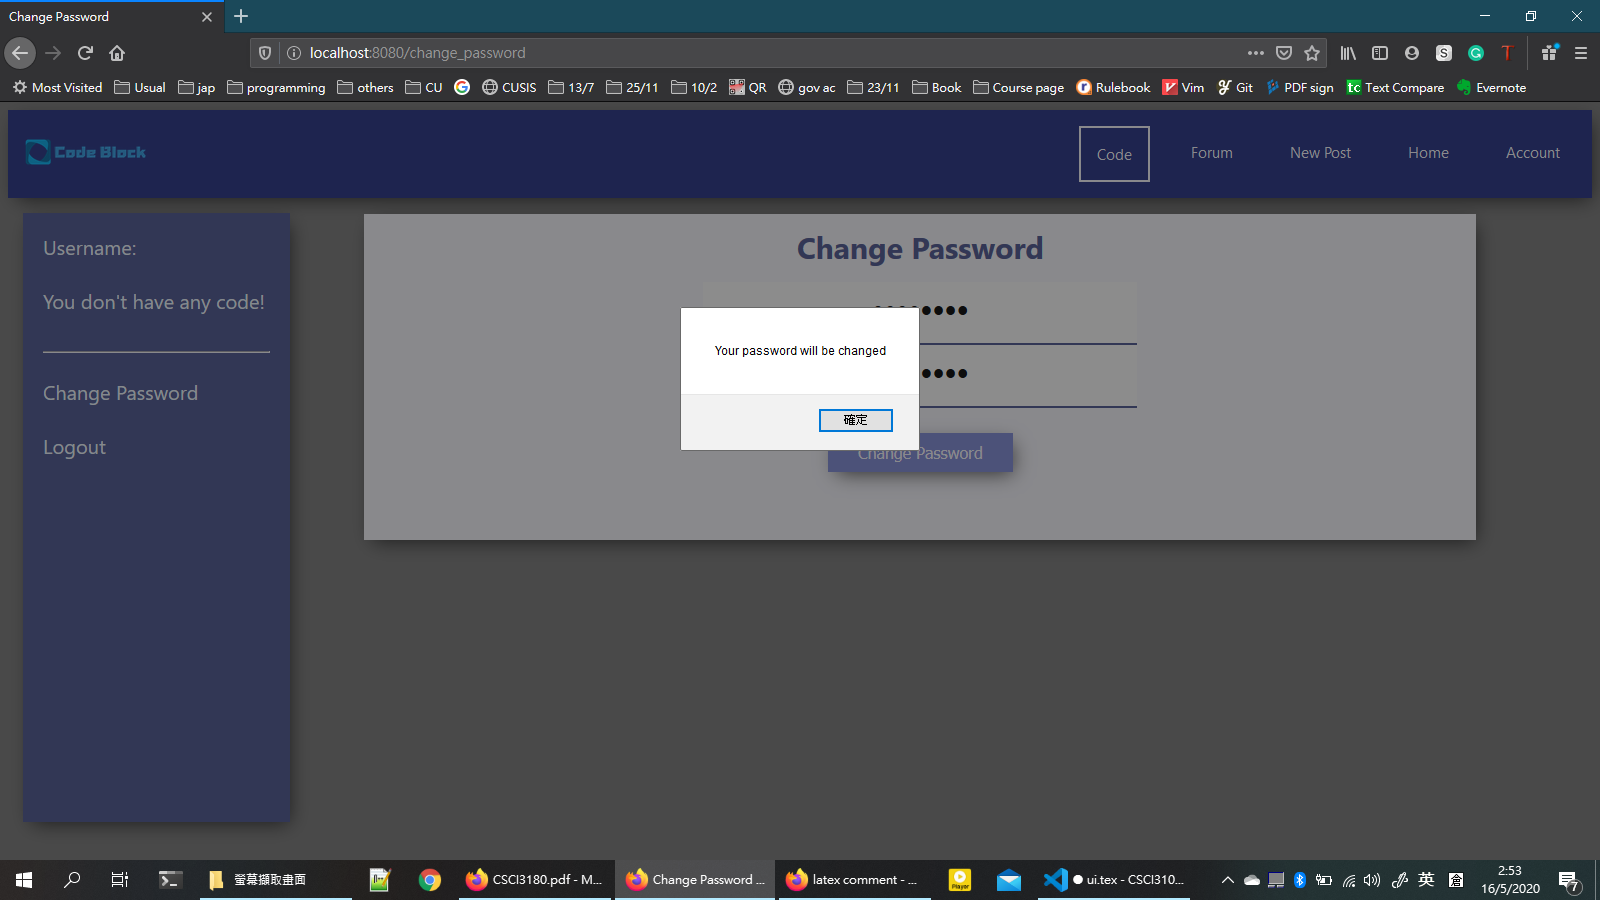 Change Password
localhost:8080/change_password
Most Visited Usual jap programming others CU CUSIS 13/7 25/11 10/2 QR gov ac 23/11 Book Course page Rulebook Vim Git PDF sign Text Compare Evernote
Code Block Code Forum New Post Home Account
Username:
You don't have any code!
Change Password
Logout
Change Password
Your password will be changed
確定
Change Password
螢幕擷取畫面 CSCI3180.pdf - M... Change Password ... latex comment - ... ui.tex - CSCI310... 英 2:53
16/5/2020 7